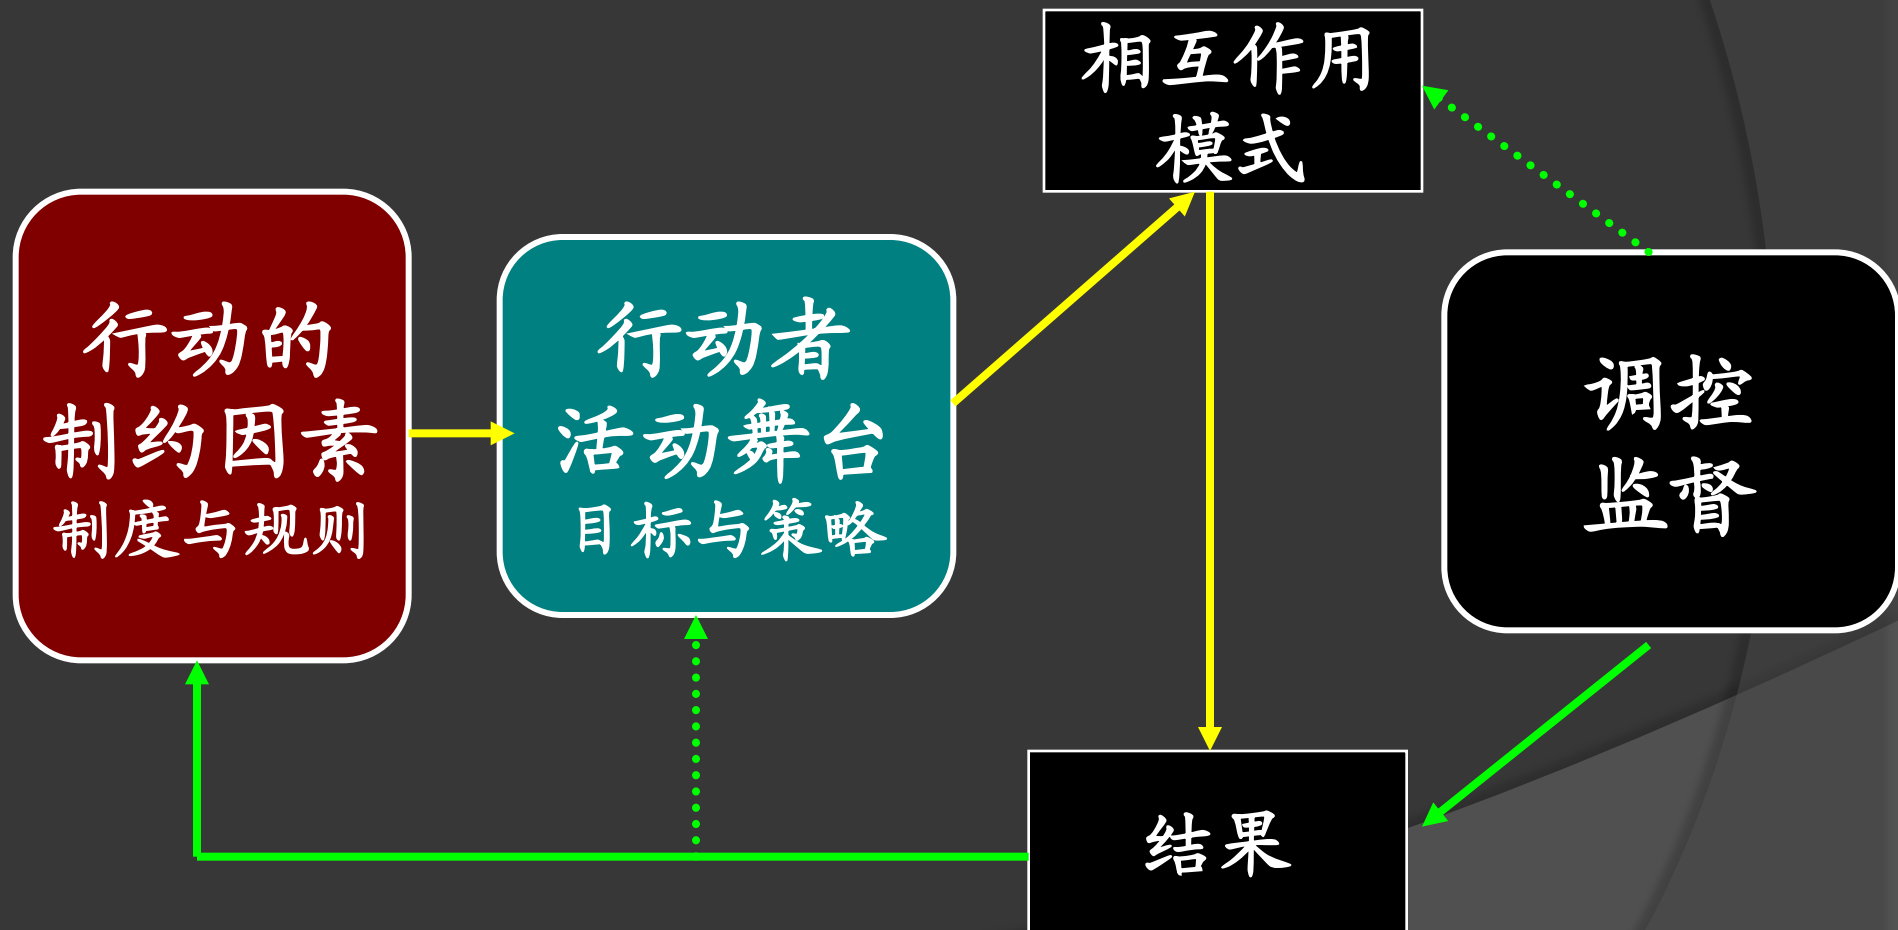 相互作用
模式
行动的
制约因素
制度与规则
行动者
活动舞台
目标与策略
调控
监督
结果